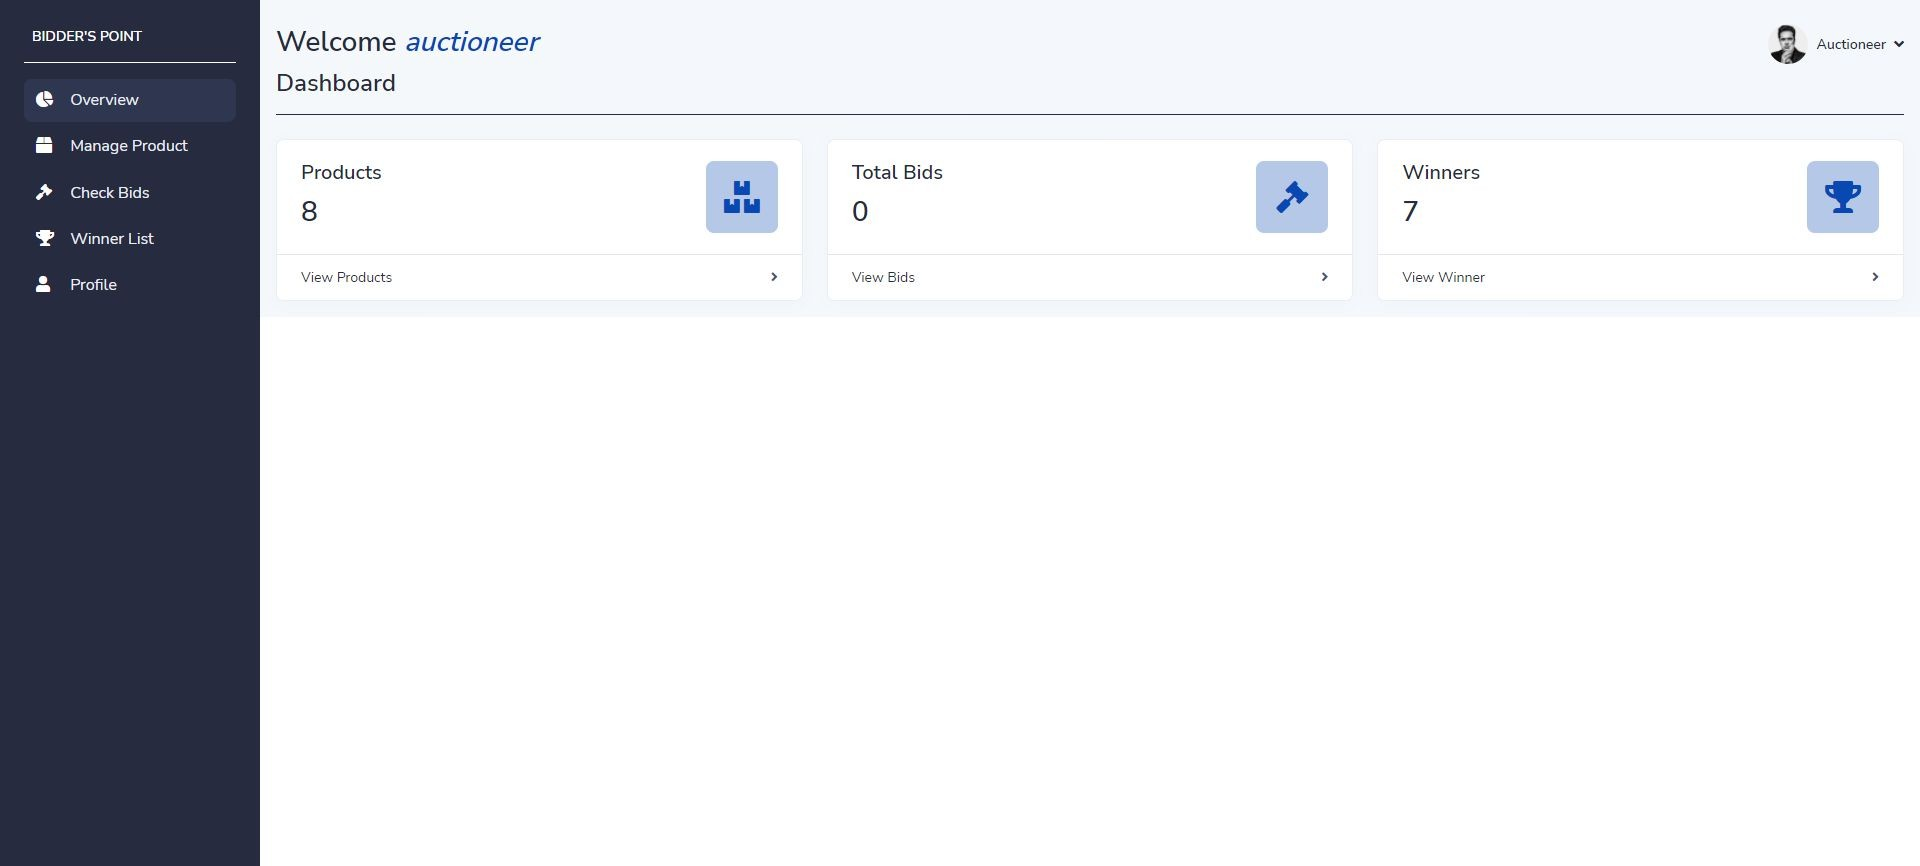 BIDDER'S POINT
Overview
Manage Product
Check Bids
Winner List
Profile
Welcome auctioneer
Auctioneer
Dashboard
Products
8
View Products
Total Bids
0
View Bids
Winners
7
View Winner